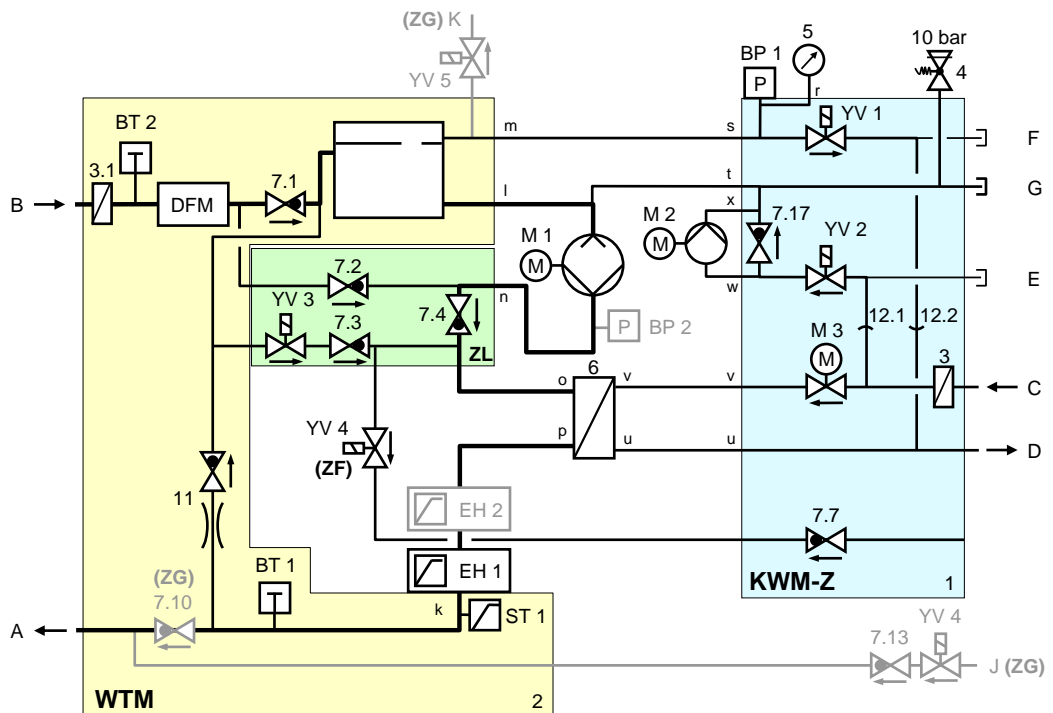 (ZG) K
YV 5
5
10 bar
4
BP 1
P
r
YV 1
BT 2
3.1
m
s
F
B
DFM
7.1
l
t
G
x
M 2
M
7.17
YV 2
M 1
M
7.2
n
w
E
YV 3
7.3
7.4
ZL
P
BP 2
12.1
12.2
M 3
M
3
o
6
v
v
C
p
u
u
D
YV 4
(ZF)
11
EH 2
7.7
EH 1
KWM-Z
1
(ZG)
7.10
BT 1
k
ST 1
A
YV 4
7.13
J (ZG)
WTM
2